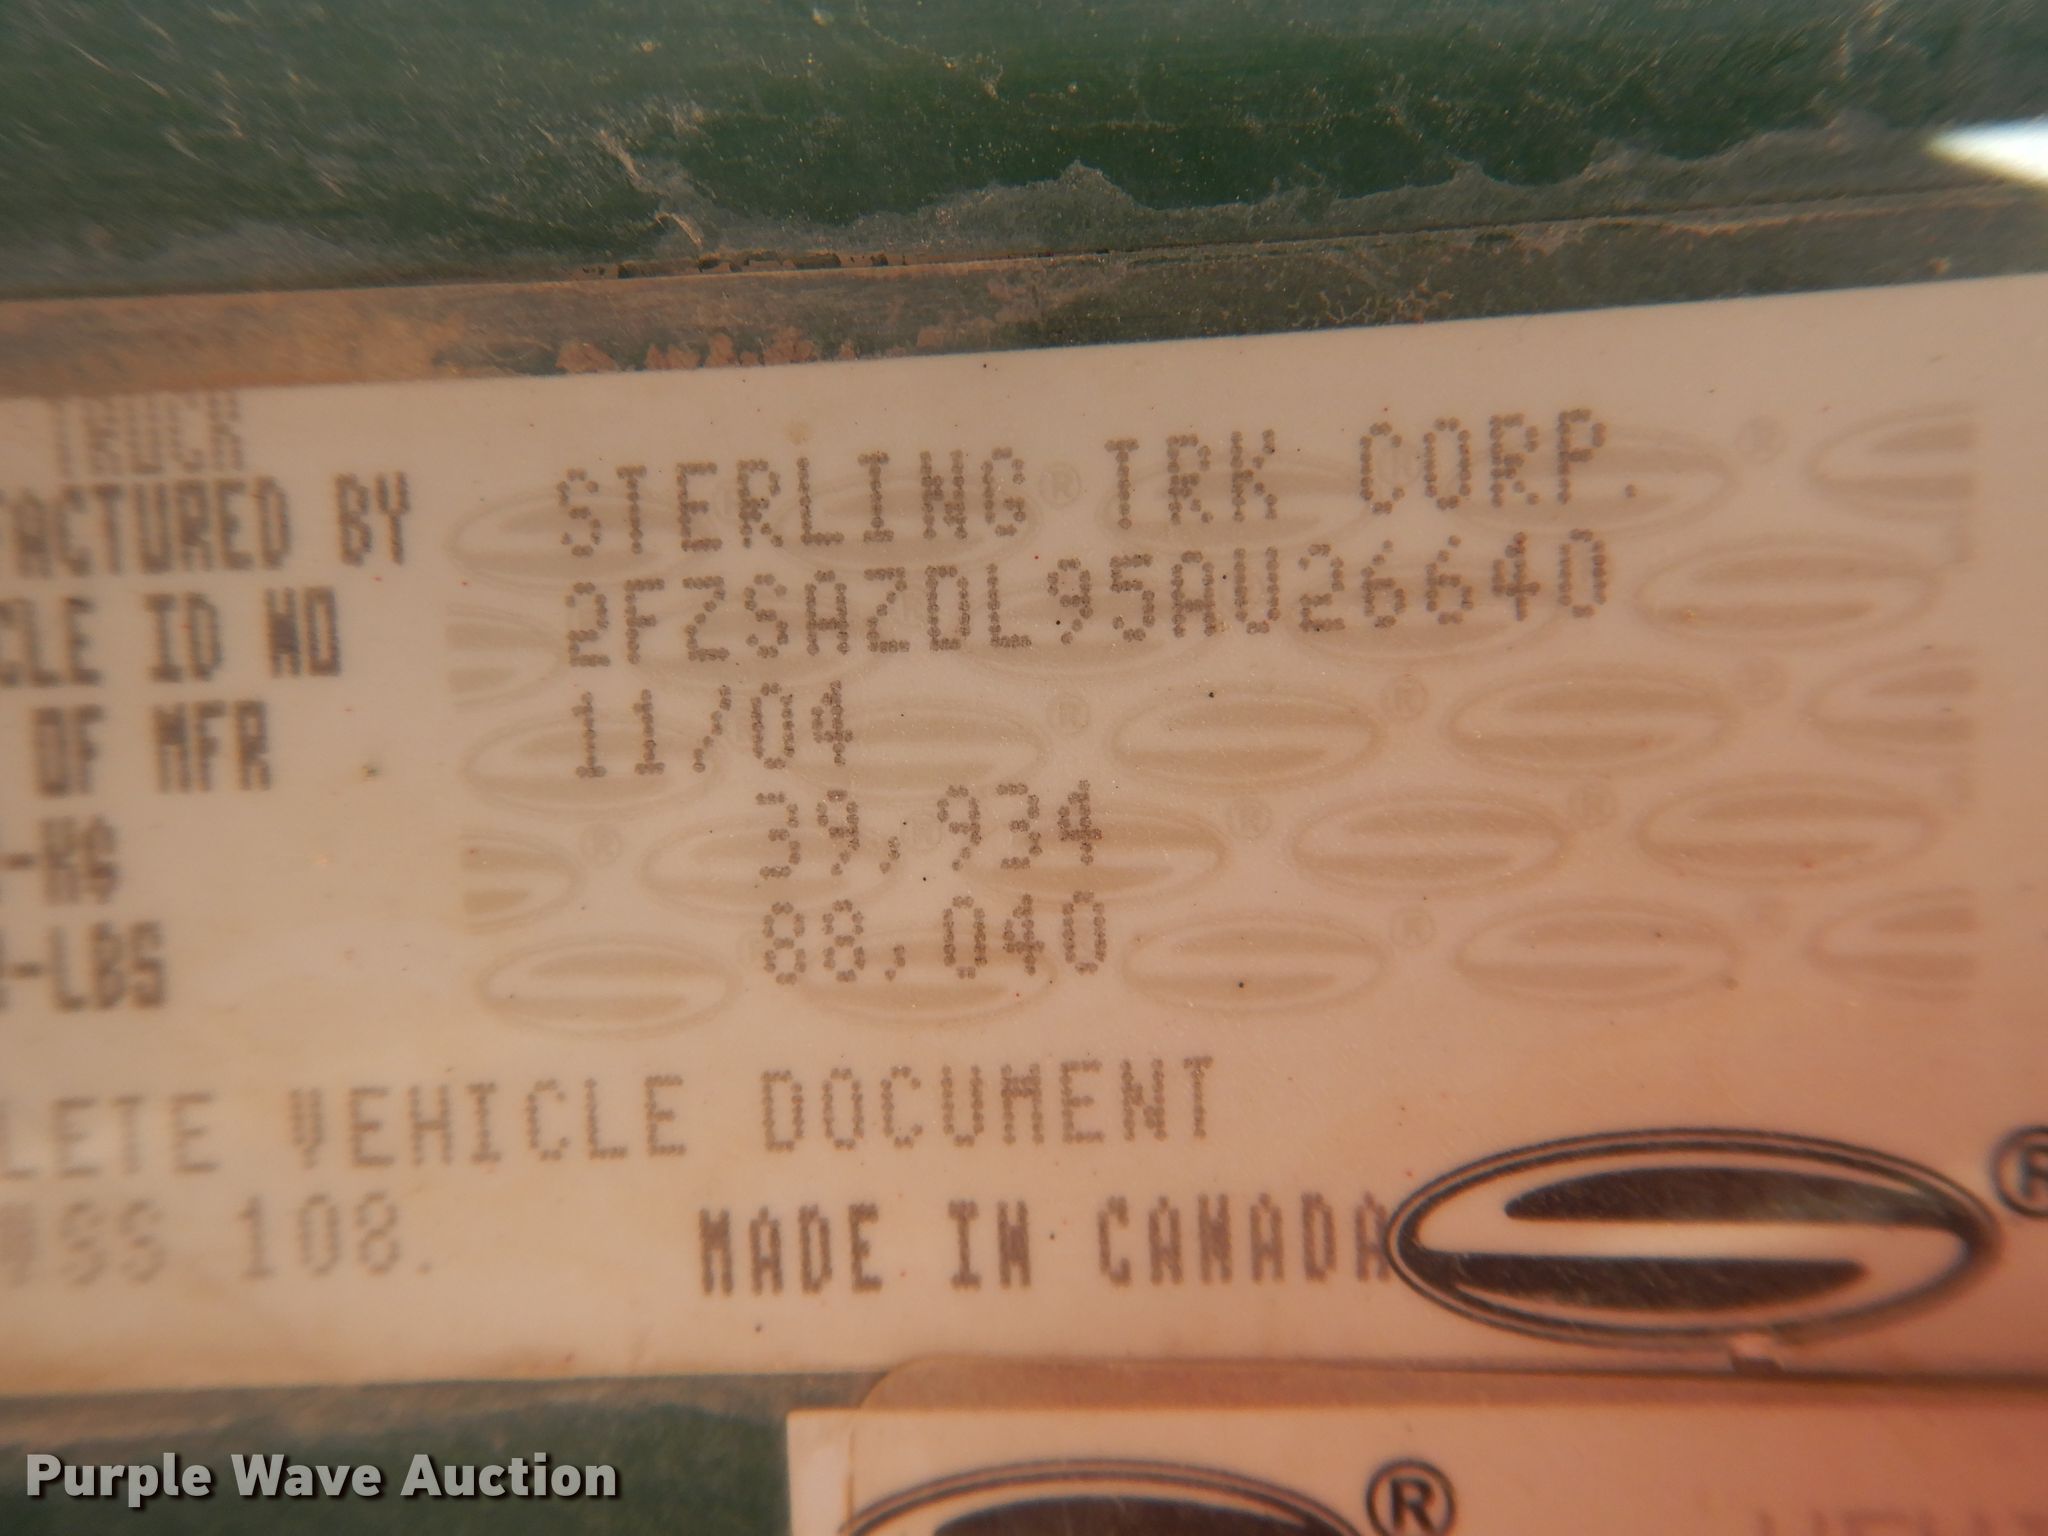 TRUCK
FACTURED BY STERLING TRK CORP.
CLE ID NO 2FZSAZDL95AU26640
OF MFR 11/04
-KG 39,934
-LBS 88,040
LETE VEHICLE DOCUMENT
VSS 108. MADE IN CANADA
®
®
Purple Wave Auction